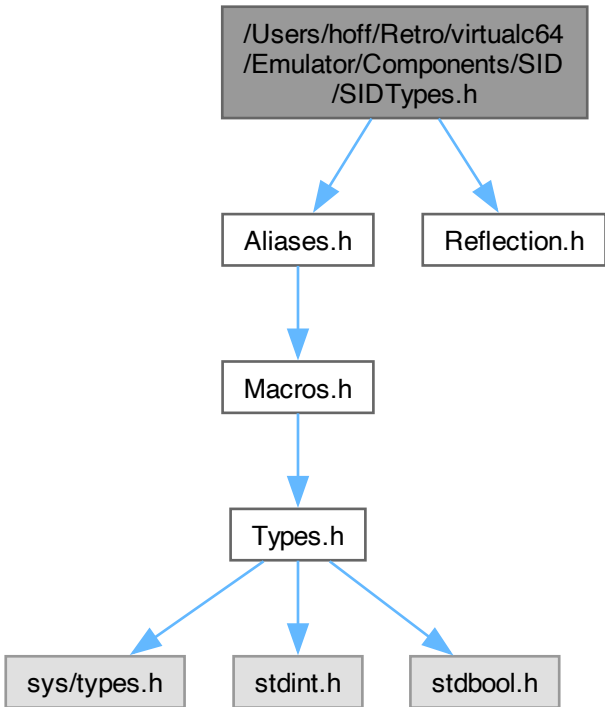 /Users/hoff/Retro/virtualc64
/Emulator/Components/SID
/SIDTypes.h
Aliases.h
Reflection.h
Macros.h
Types.h
sys/types.h
stdint.h
stdbool.h